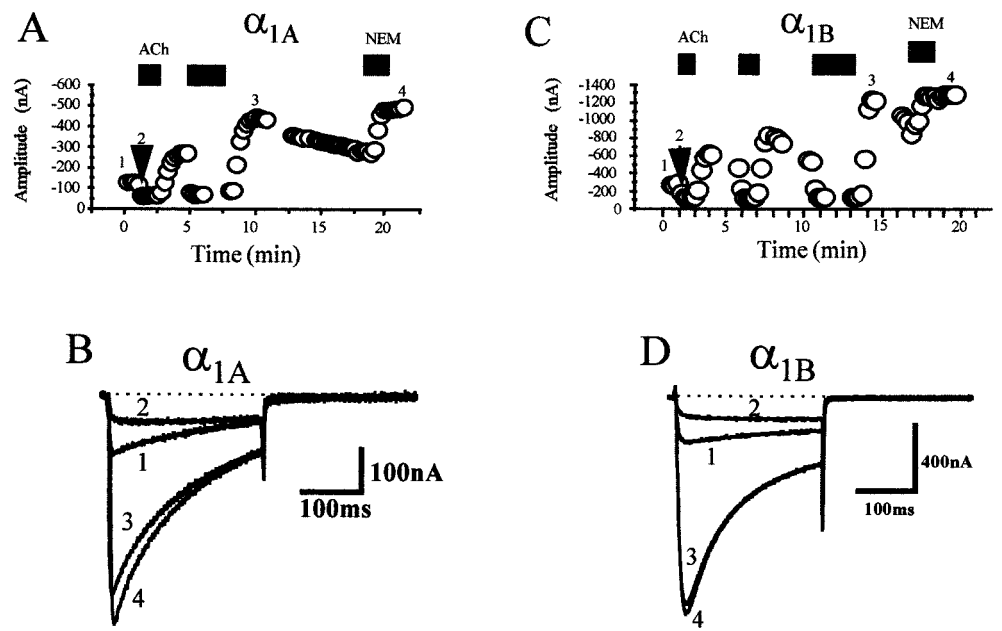 A
α1A
ACh
NEM
Amplitude (nA)
-600
-500
-400
-300
-200
-100
0
1
2
3
4
0
5
10
15
20
Time (min)
C
α1B
ACh
NEM
Amplitude (nA)
-1400
-1200
-1000
-800
-600
-400
-200
0
1
2
3
4
0
5
10
15
20
Time (min)
B
α1A
2
1
3
4
100nA
100ms
D
α1B
2
1
3
4
400nA
100ms